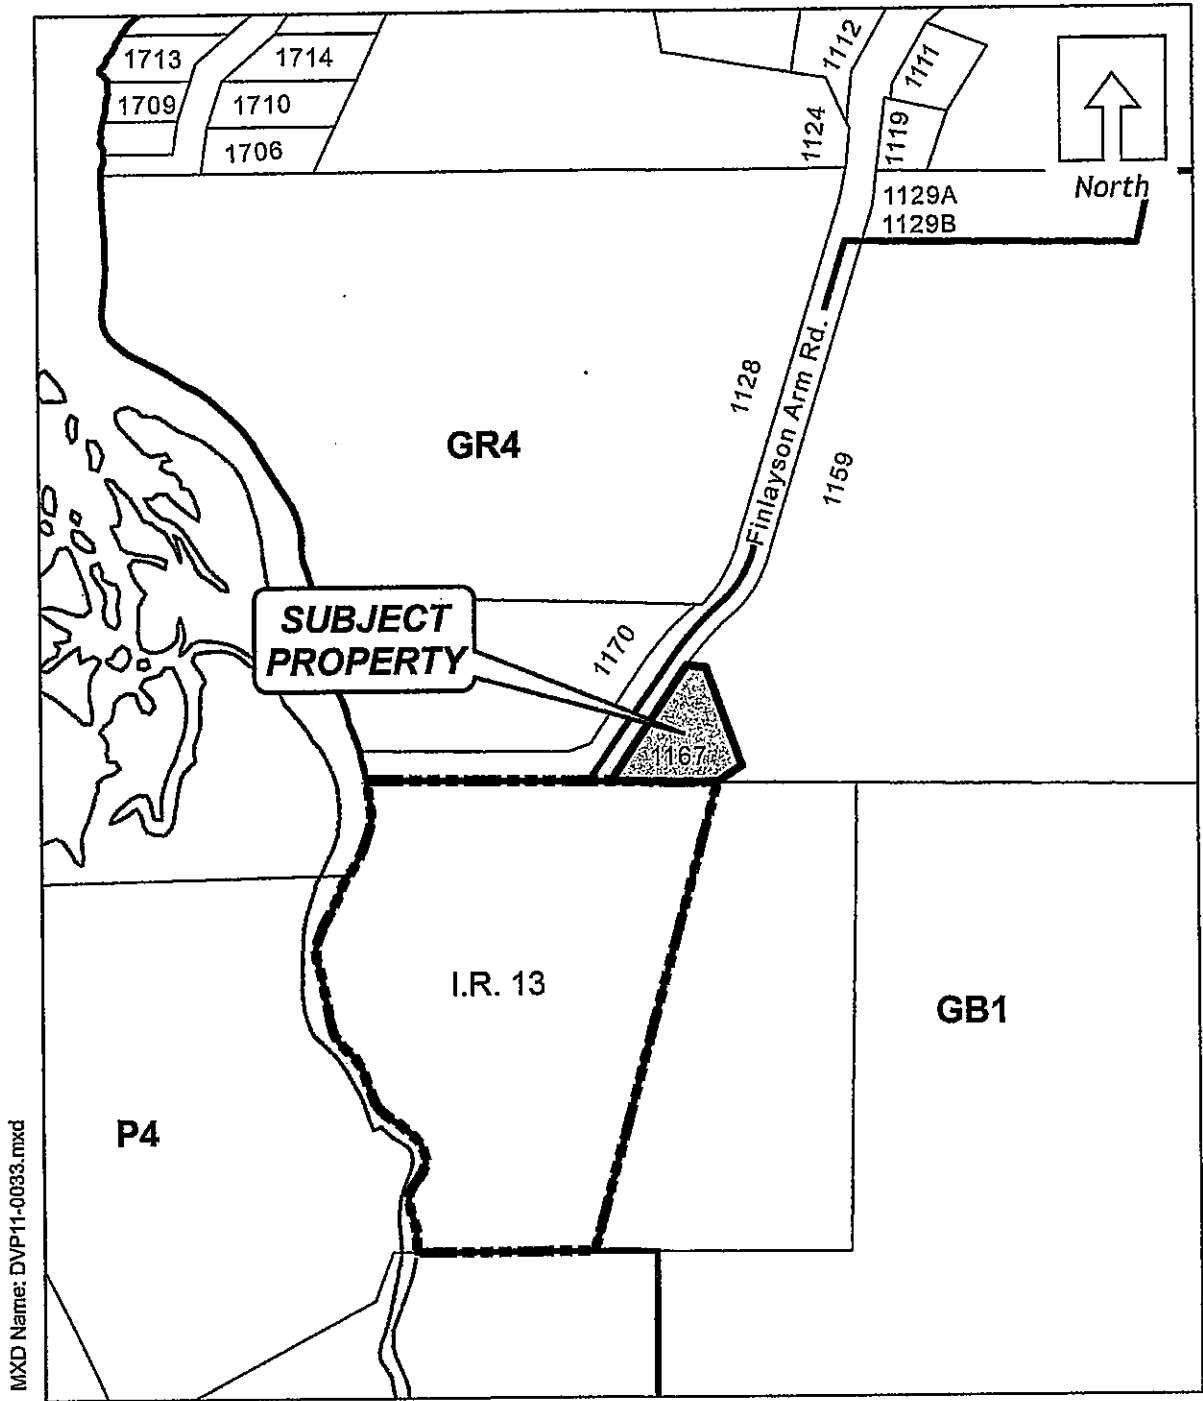 1713
1714
1112
1111
1709
1710
1124
1119
1706
North
1129A
1129B
1128
Finlayson Arm Rd.
GR4
1159
SUBJECT
PROPERTY
1170
1167
I.R. 13
GB1
P4
MXD Name: DVP11-0033.mxd